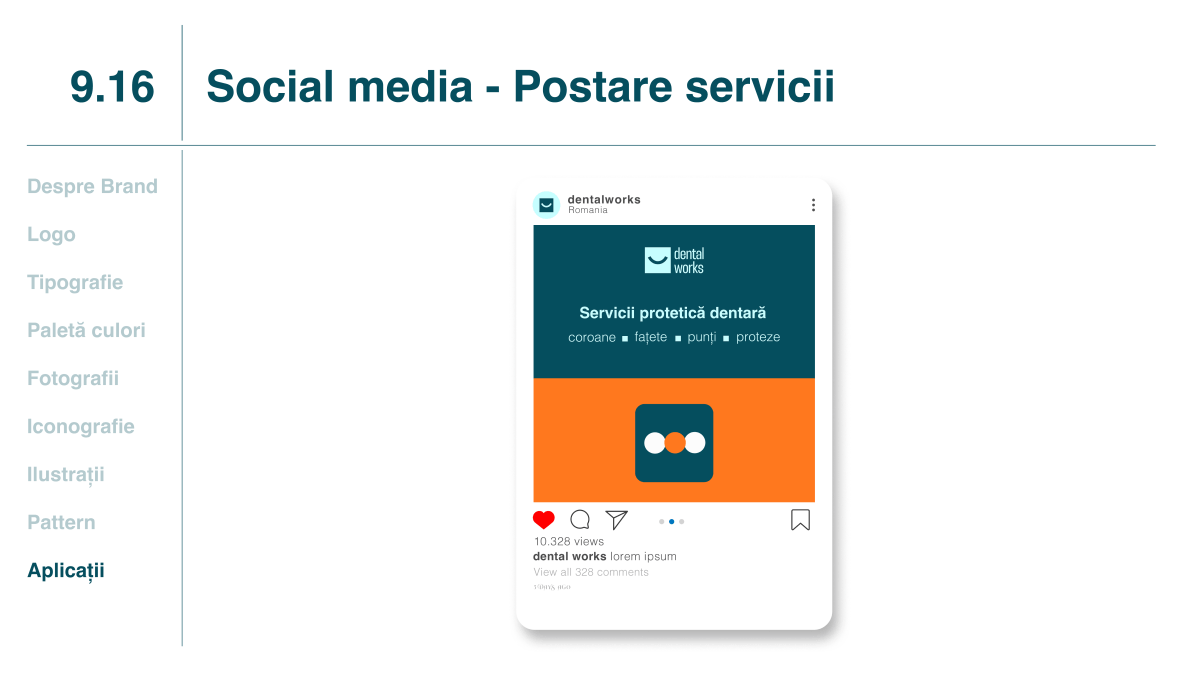 9.16
Social media - Postare servicii
Despre Brand
Logo
Tipografie
Paletă culori
Fotografii
Iconografie
Ilustrații
Pattern
Aplicații
dentalworks
Romania
dental
works
Servicii protetică dentară
coroane ▪ fațete ▪ punți ▪ proteze
10.328 views
dental works lorem ipsum
View all 328 comments